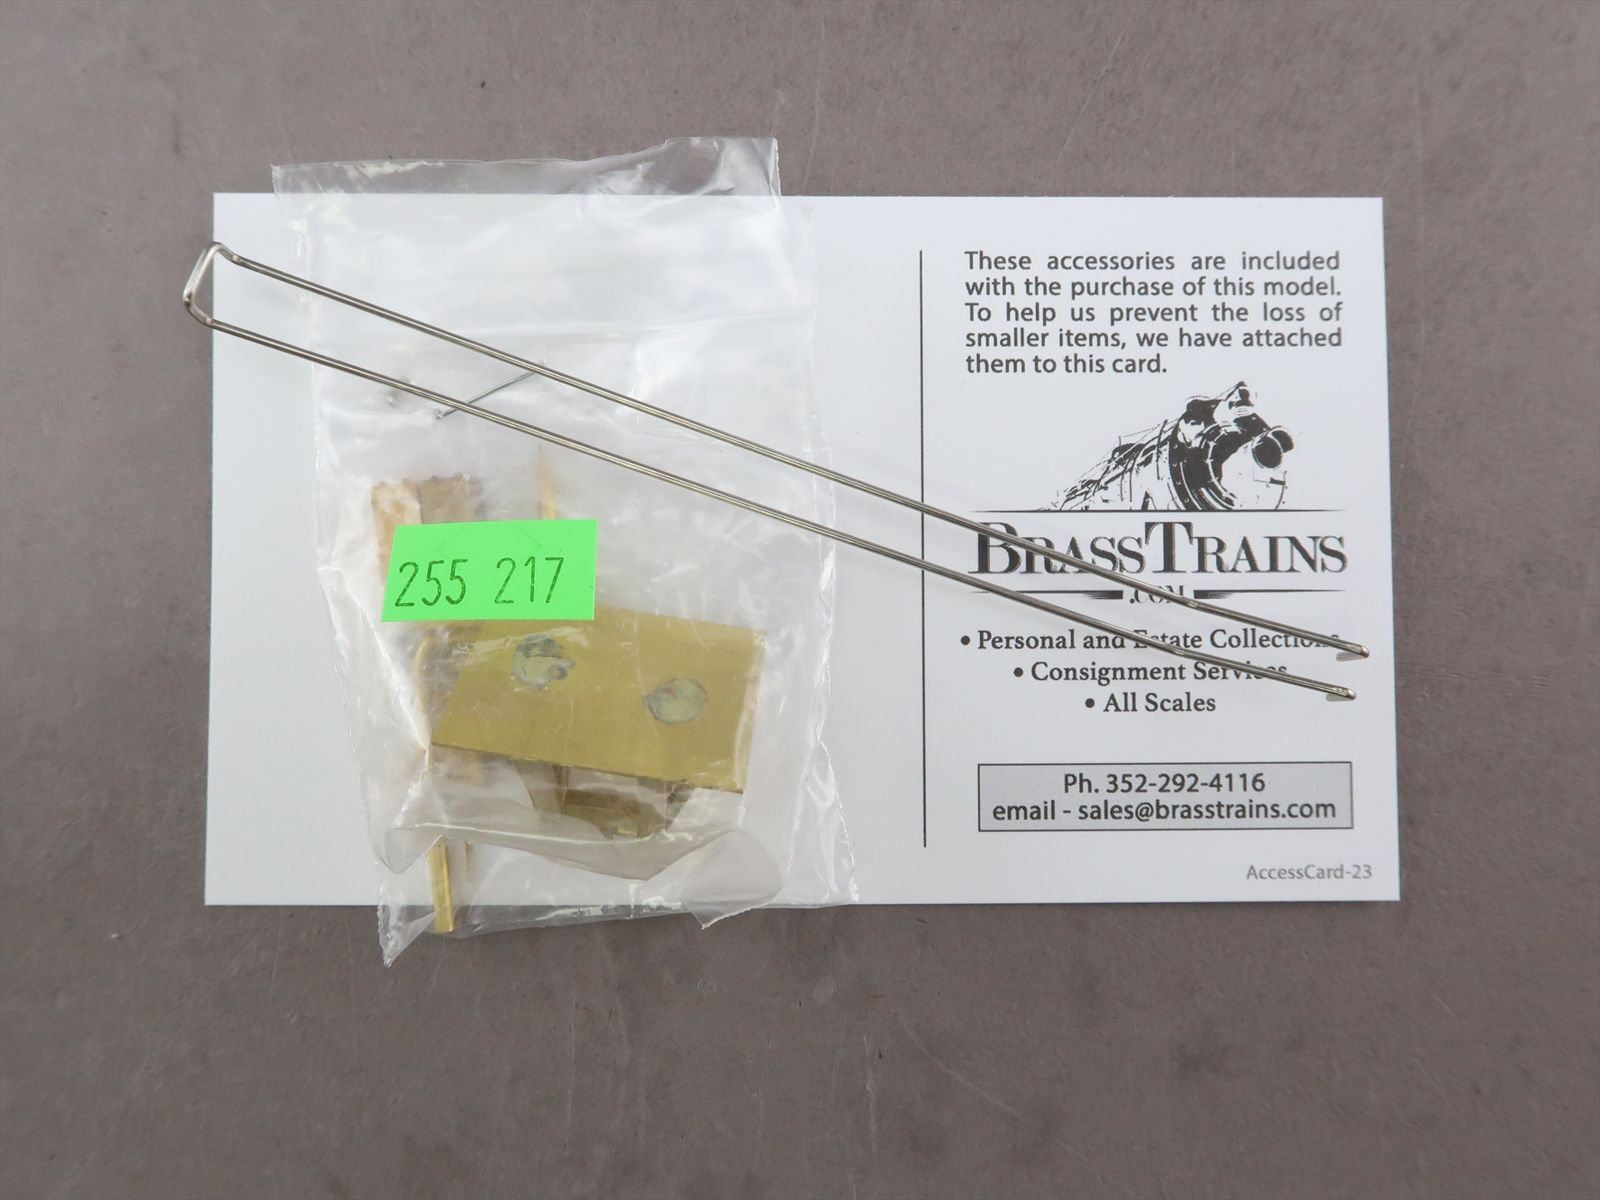 255 217
These accessories are included
with the purchase of this model.
To help us prevent the loss of
smaller items, we have attached
them to this card.
BRASSTRAINS
.COM
• Personal and Estate Collections
• Consignment Services
• All Scales
Ph. 352-292-4116
email - sales@brasstrains.com
AccessCard-23